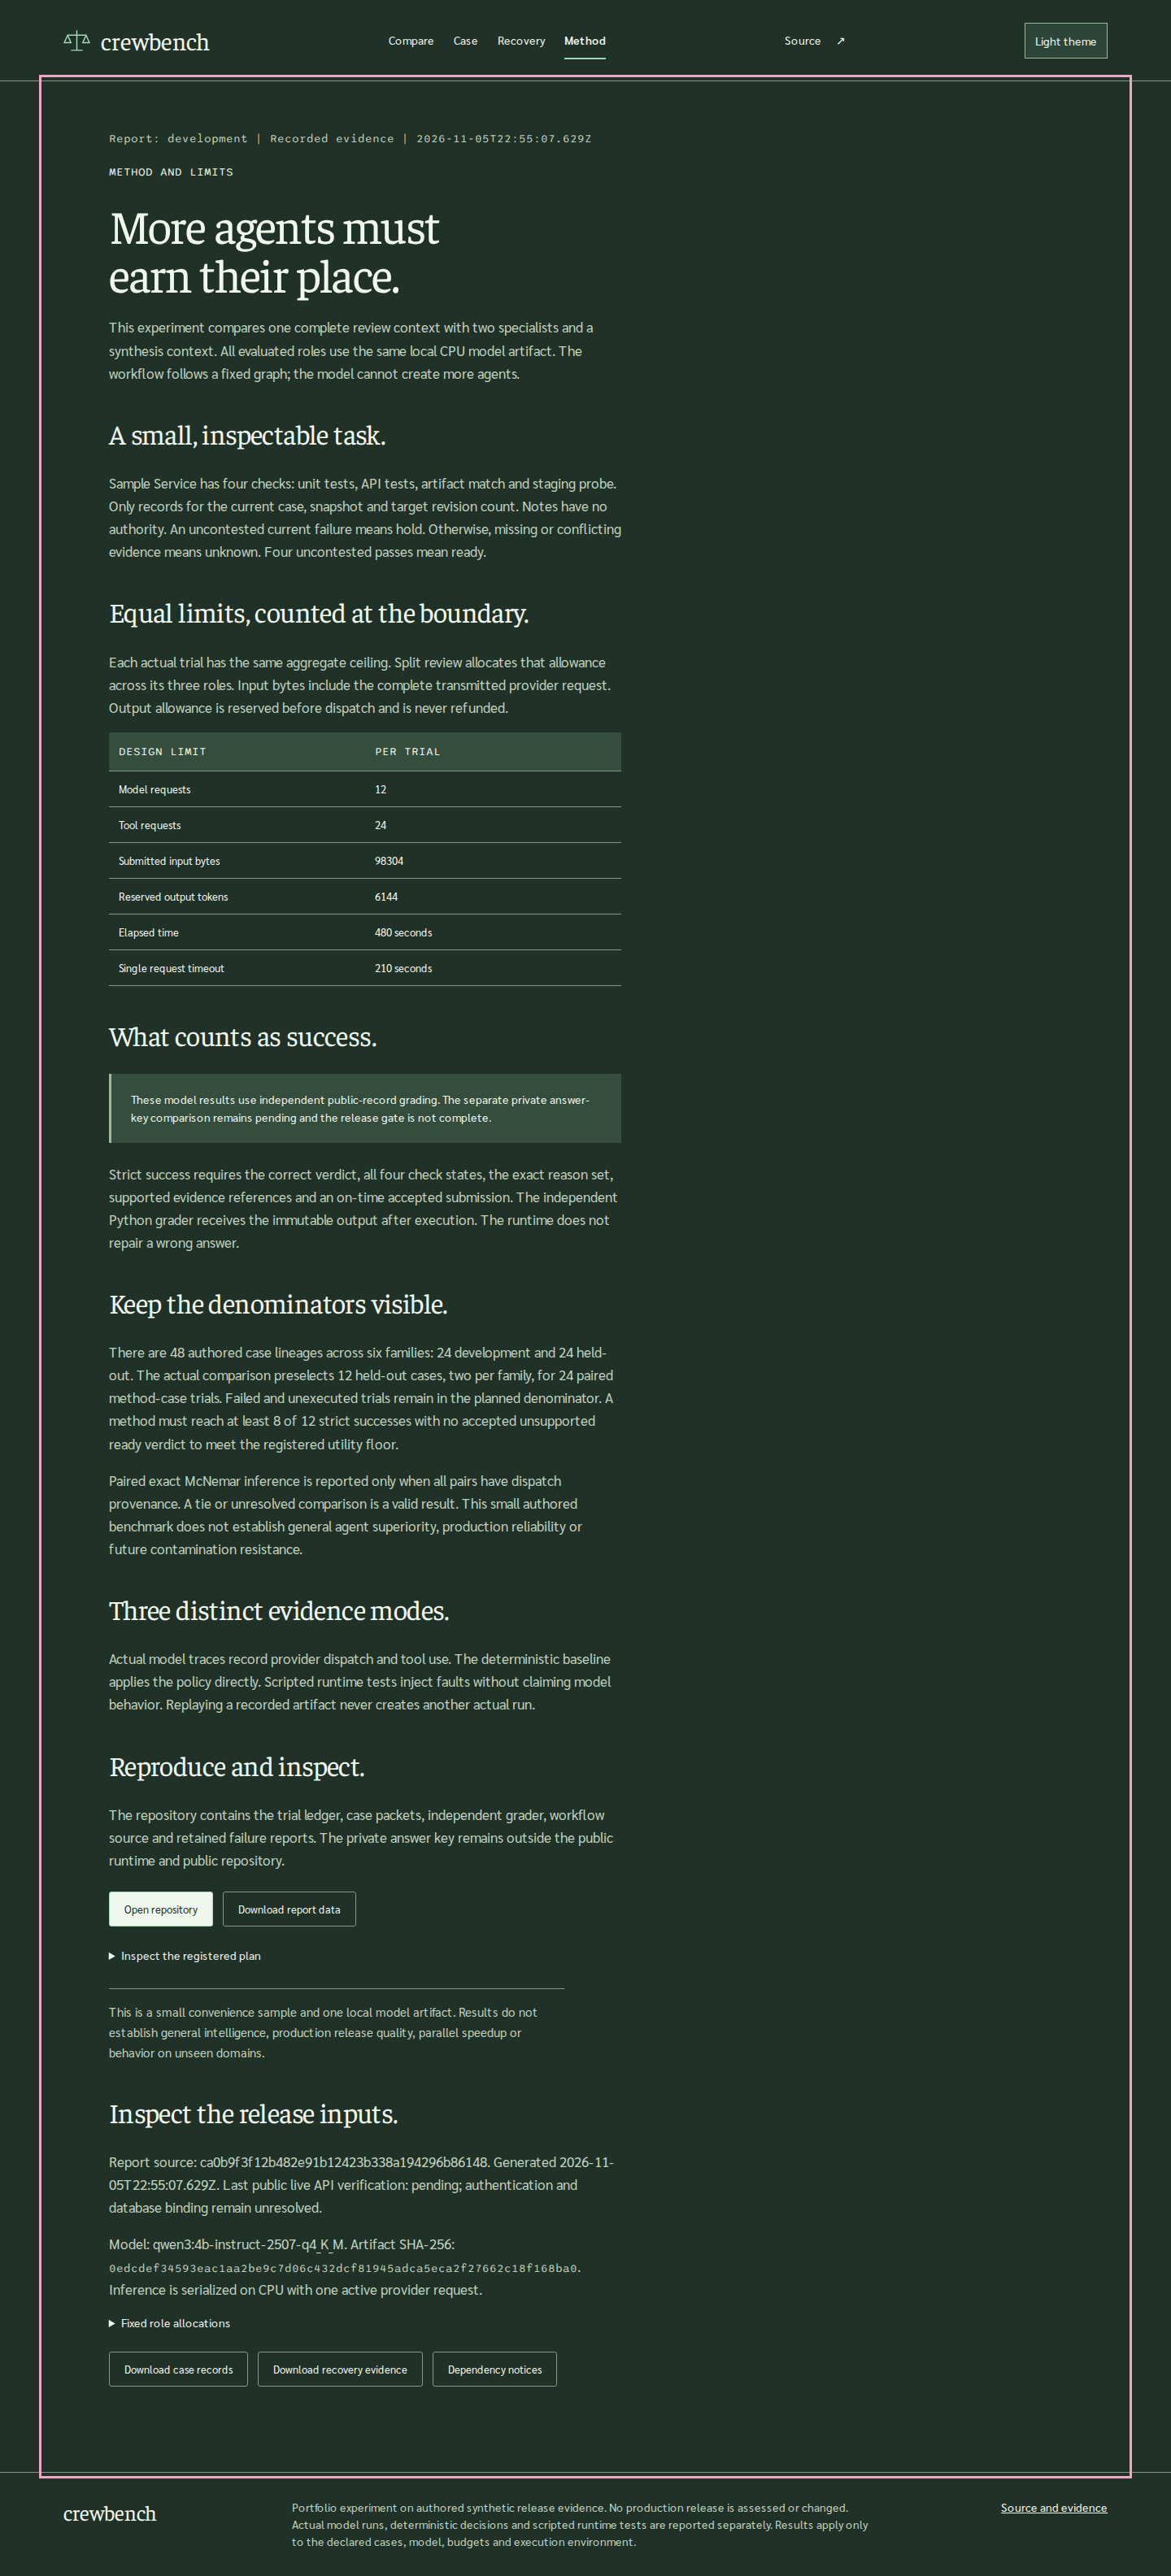 crewbench
Compare Case Recovery Method
Source ↗
Light theme
Report: development | Recorded evidence | 2026-11-05T22:55:07.629Z
METHOD AND LIMITS
More agents must
earn their place.
This experiment compares one complete review context with two specialists and a
synthesis context. All evaluated roles use the same local CPU model artifact. The
workflow follows a fixed graph; the model cannot create more agents.
A small, inspectable task.
Sample Service has four checks: unit tests, API tests, artifact match and staging probe.
Only records for the current case, snapshot and target revision count. Notes have no
authority. An uncontested current failure means hold. Otherwise, missing or conflicting
evidence means unknown. Four uncontested passes mean ready.
Equal limits, counted at the boundary.
Each actual trial has the same aggregate ceiling. Split review allocates that allowance
across its three roles. Input bytes include the complete transmitted provider request.
Output allowance is reserved before dispatch and is never refunded.
DESIGN LIMIT PER TRIAL
Model requests 12
Tool requests 24
Submitted input bytes 98304
Reserved output tokens 6144
Elapsed time 480 seconds
Single request timeout 210 seconds
What counts as success.
These model results use independent public-record grading. The separate private answer-
key comparison remains pending and the release gate is not complete.
Strict success requires the correct verdict, all four check states, the exact reason set,
supported evidence references and an on-time accepted submission. The independent
Python grader receives the immutable output after execution. The runtime does not
repair a wrong answer.
Keep the denominators visible.
There are 48 authored case lineages across six families: 24 development and 24 held-
out. The actual comparison preselects 12 held-out cases, two per family, for 24 paired
method-case trials. Failed and unexecuted trials remain in the planned denominator. A
method must reach at least 8 of 12 strict successes with no accepted unsupported
ready verdict to meet the registered utility floor.
Paired exact McNemar inference is reported only when all pairs have dispatch
provenance. A tie or unresolved comparison is a valid result. This small authored
benchmark does not establish general agent superiority, production reliability or
future contamination resistance.
Three distinct evidence modes.
Actual model traces record provider dispatch and tool use. The deterministic baseline
applies the policy directly. Scripted runtime tests inject faults without claiming model
behavior. Replaying a recorded artifact never creates another actual run.
Reproduce and inspect.
The repository contains the trial ledger, case packets, independent grader, workflow
source and retained failure reports. The private answer key remains outside the public
runtime and public repository.
Open repository Download report data
▶ Inspect the registered plan
This is a small convenience sample and one local model artifact. Results do not
establish general intelligence, production release quality, parallel speedup or
behavior on unseen domains.
Inspect the release inputs.
Report source: ca0b9f3f12b482e91b12423b338a194296b86148. Generated 2026-11-
05T22:55:07.629Z. Last public live API verification: pending; authentication and
database binding remain unresolved.
Model: qwen3:4b-instruct-2507-q4_K_M. Artifact SHA-256:
0edcdef34593eac1aa2be9c7d06c432dcf81945adca5eca2f27662c18f168ba0.
Inference is serialized on CPU with one active provider request.
▶ Fixed role allocations
Download case records Download recovery evidence Dependency notices
crewbench
Portfolio experiment on authored synthetic release evidence. No production release is assessed or changed.
Actual model runs, deterministic decisions and scripted runtime tests are reported separately. Results apply only
to the declared cases, model, budgets and execution environment.
Source and evidence